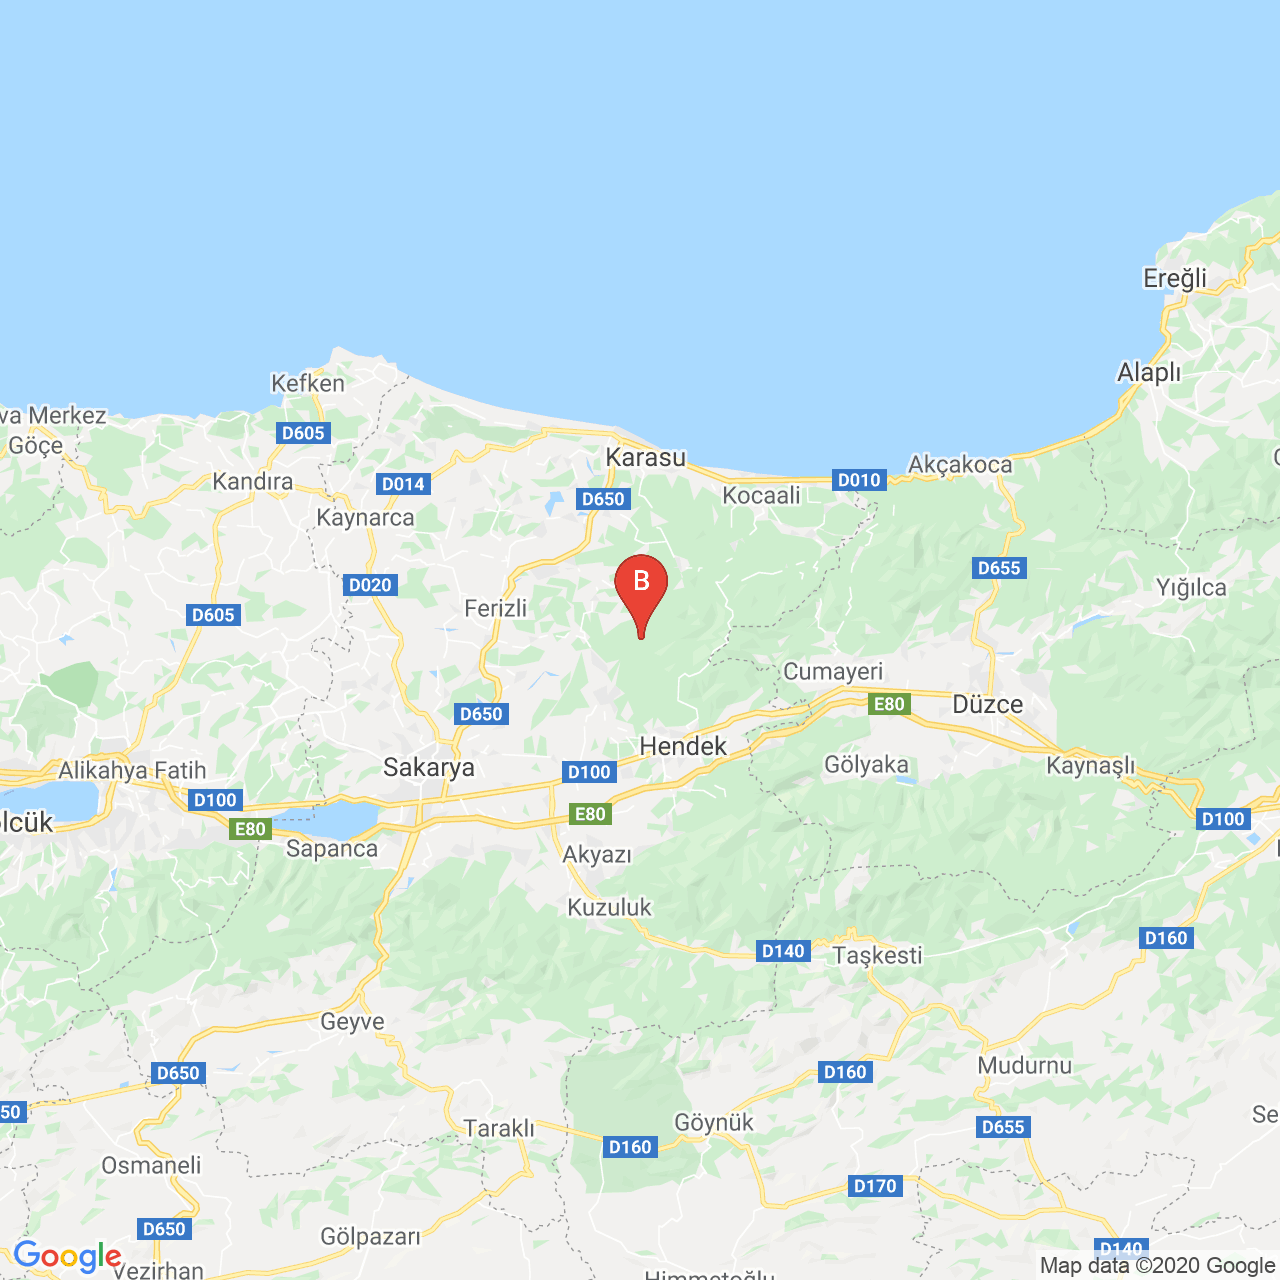 Ereğli
Alaplı
Kefken
va Merkez
Göçe
D605
Karasu
Akçakoca
Kandıra
D014
D010
Kocaali
D650
Kaynarca
D655
D020
B
Yığılca
Ferizli
D605
Cumayeri
E80
Düzce
D650
Hendek
Alikahya Fatih
Sakarya
D100
Gölyaka
Kaynaşlı
D100
lcük
E80
E80
D100
Sapanca
Akyazı
Kuzuluk
D140
Taşkesti
D160
Geyve
D650
D160
Mudurnu
50
Göynük
Taraklı
D160
D655
Se
Osmaneli
D170
D650
Gölpazarı
D140
Google
Vezirhan
Himmetoğlu
Map data ©2020 Google